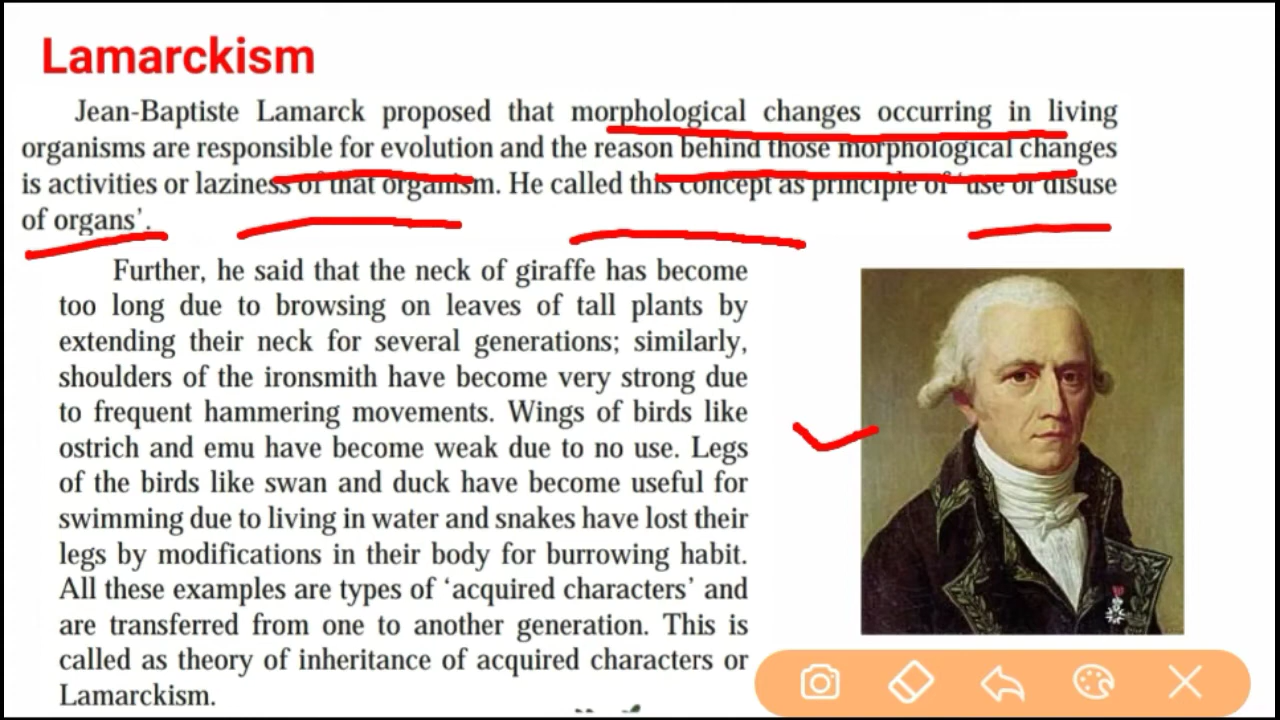 Lamarckism
Jean-Baptiste Lamarck proposed that morphological changes occurring in living
organisms are responsible for evolution and the reason behind those morphological changes
is activities or laziness of that organism. He called this concept as principle of ‘use or disuse
of organs’.
Further, he said that the neck of giraffe has become
too long due to browsing on leaves of tall plants by
extending their neck for several generations; similarly,
shoulders of the ironsmith have become very strong due
to frequent hammering movements. Wings of birds like
ostrich and emu have become weak due to no use. Legs
of the birds like swan and duck have become useful for
swimming due to living in water and snakes have lost their
legs by modifications in their body for burrowing habit.
All these examples are types of ‘acquired characters’ and
are transferred from one to another generation. This is
called as theory of inheritance of acquired characters or
Lamarckism.